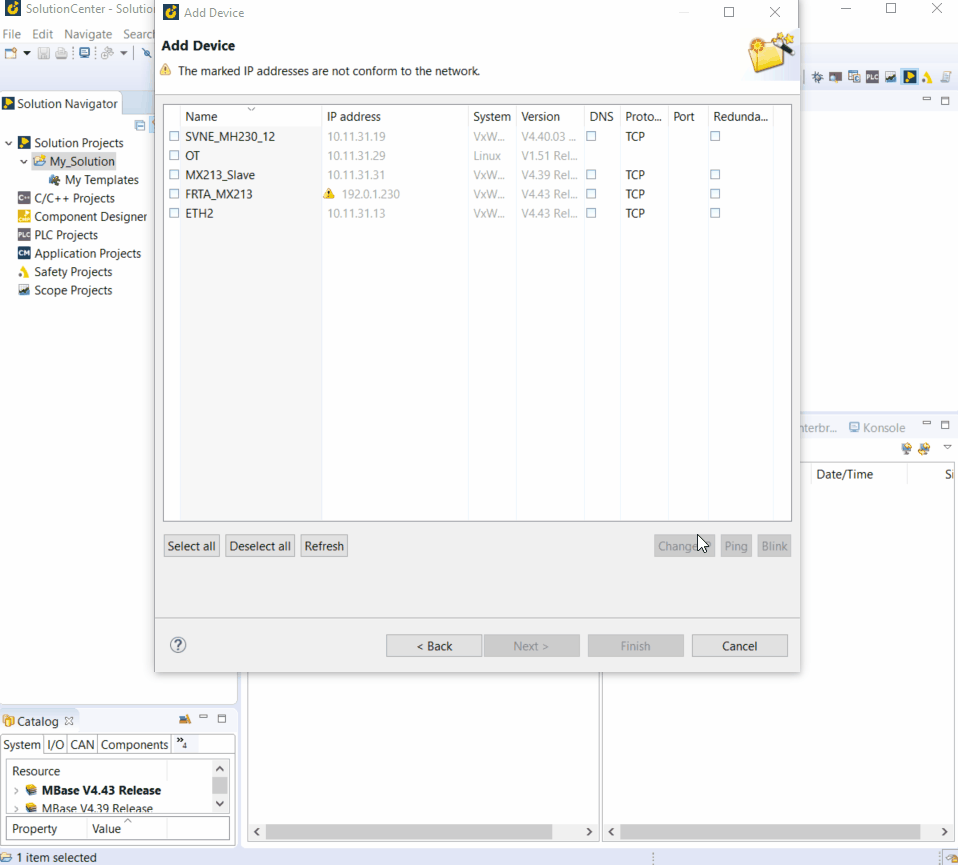 SolutionCenter - Solutio
Add Device
File Edit Navigate Searc
Add Device
The marked IP addresses are not conform to the network.
Solution Navigator
Solution Projects
My_Solution
My Templates
C/C++ Projects
Component Designer
PLC Projects
Application Projects
Safety Projects
Scope Projects
Name IP address System Version DNS Proto... Port Redunda...
SVNE_MH230_12 10.11.31.19 VxW... V4.40.03 ... TCP
OT 10.11.31.29 Linux V1.51 Rel...
MX213_Slave 10.11.31.31 VxW... V4.39 Rel... TCP
FRTA_MX213 192.0.1.230 VxW... V4.43 Rel... TCP
ETH2 10.11.31.13 VxW... V4.43 Rel... TCP
Select all Deselect all Refresh Change Ping Blink
< Back Next > Finish Cancel
nterbr... Konsole
Date/Time Si
Catalog
System I/O CAN Components »4
Resource
MBase V4.43 Release
MBase V4.39 Release
Property Value
1 item selected